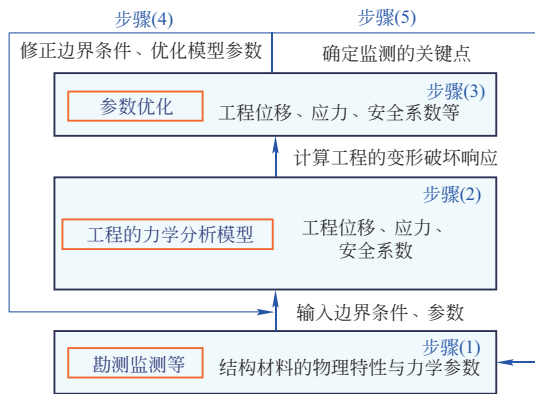 步骤(4)
步骤(5)
修正边界条件、优化模型参数
确定监测的关键点
步骤(3)
参数优化
工程位移、应力、安全系数等
计算工程的变形破坏响应
步骤(2)
工程的力学分析模型
工程位移、应力、
安全系数
输入边界条件、参数
步骤(1)
勘测监测等
结构材料的物理特性与力学参数